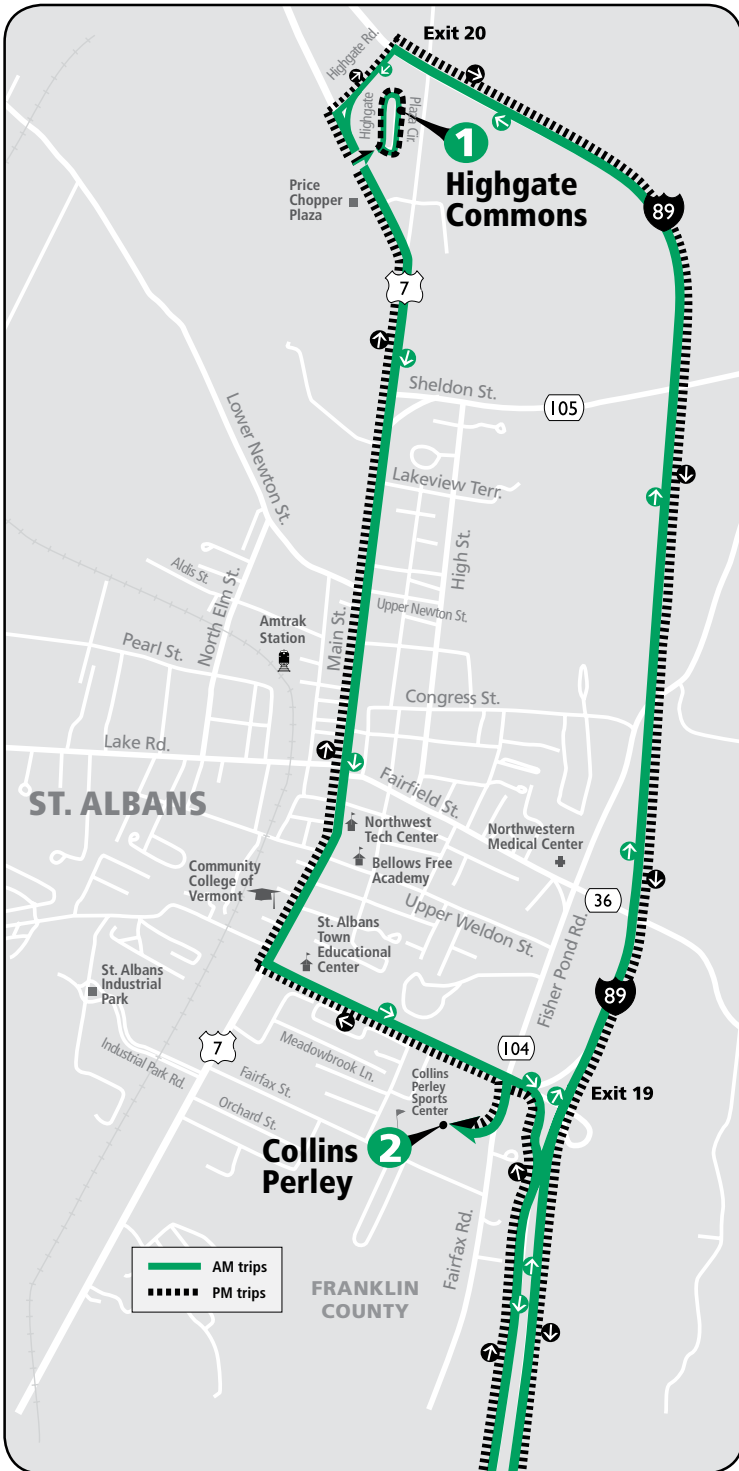 Exit 20
Highgate Rd.
Highgate
Plaza Cir.
1
Highgate
Commons
89
Price
Chopper
Plaza
7
Sheldon St.
105
Lower Newton St.
Lakeview Terr.
High St.
Aldis St.
North Elm St.
Upper Newton St.
Main St.
Amtrak
Station
Pearl St.
Congress St.
Lake Rd.
Fairfield St.
ST. ALBANS
Northwest
Tech Center
Northwestern
Medical Center
Bellows Free
Academy
Community
College of
Vermont
36
Upper Weldon St.
St. Albans
Town
Educational
Center
Fisher Pond Rd.
St. Albans
Industrial
Park
89
7
104
Meadowbrook Ln.
Industrial Park Rd.
Fairfax St.
Collins
Perley
Sports
Center
Exit 19
Orchard St.
2
Collins
Perley
Fairfax Rd.
AM trips
PM trips
FRANKLIN
COUNTY